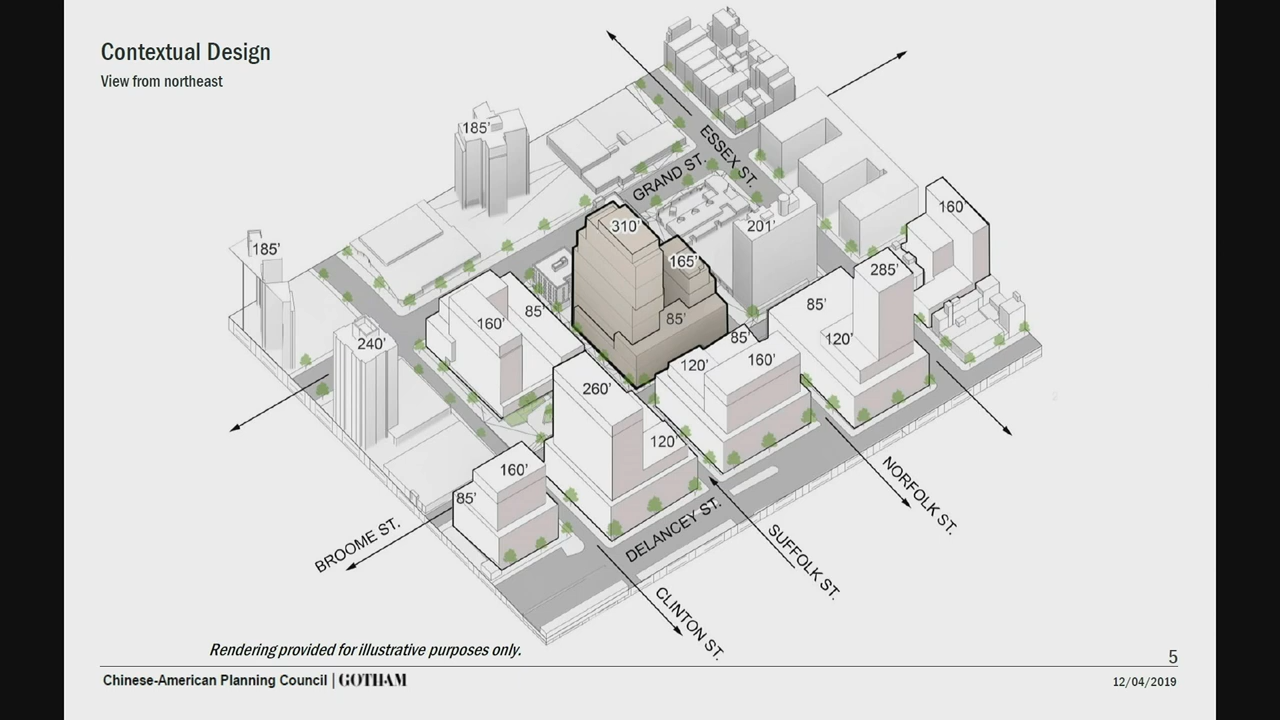 Contextual Design
View from northeast
ESSEX ST.
GRAND ST.
185'
310'
201'
160'
165'
185'
285'
85'
85'
160'
85'
120'
85'
240'
120'
160'
260'
120'
160'
85'
NORFOLK ST.
SUFFOLK ST.
DELANCEY ST.
BROOME ST.
CLINTON ST.
Rendering provided for illustrative purposes only.
5
Chinese-American Planning Council | GOTHAM
12/04/2019